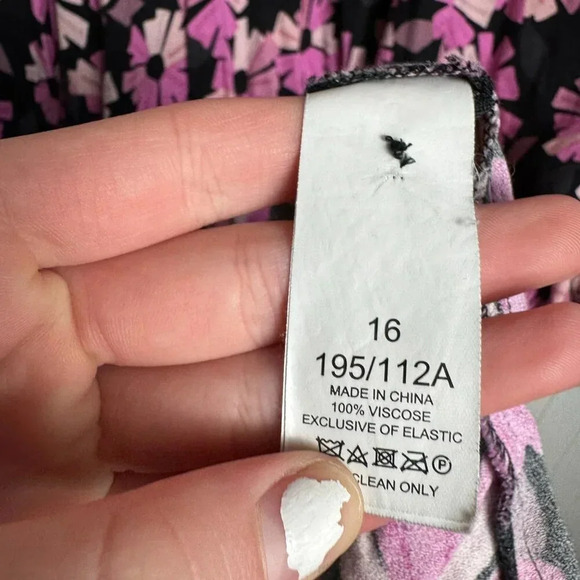 16
195/112A
MADE IN CHINA
100% VISCOSE
EXCLUSIVE OF ELASTIC
P
CLEAN ONLY